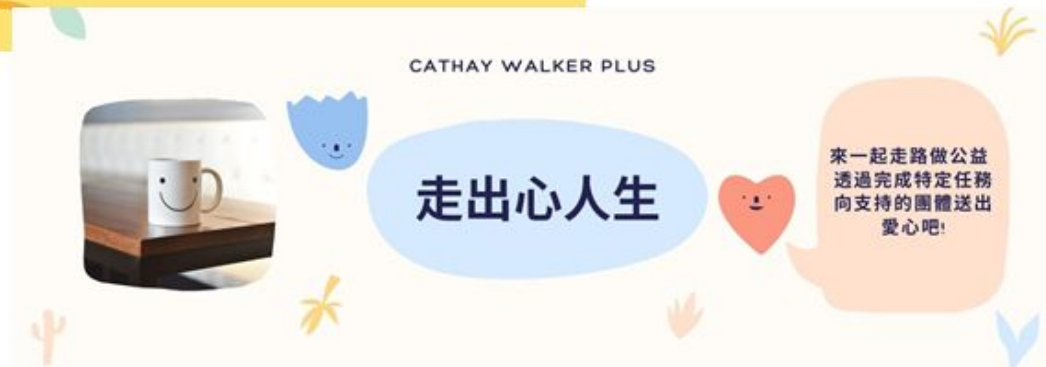 CATHAY WALKER PLUS
走出心人生
來一起走路做公益
透過完成特定任務
向支持的團體送出
愛心吧!